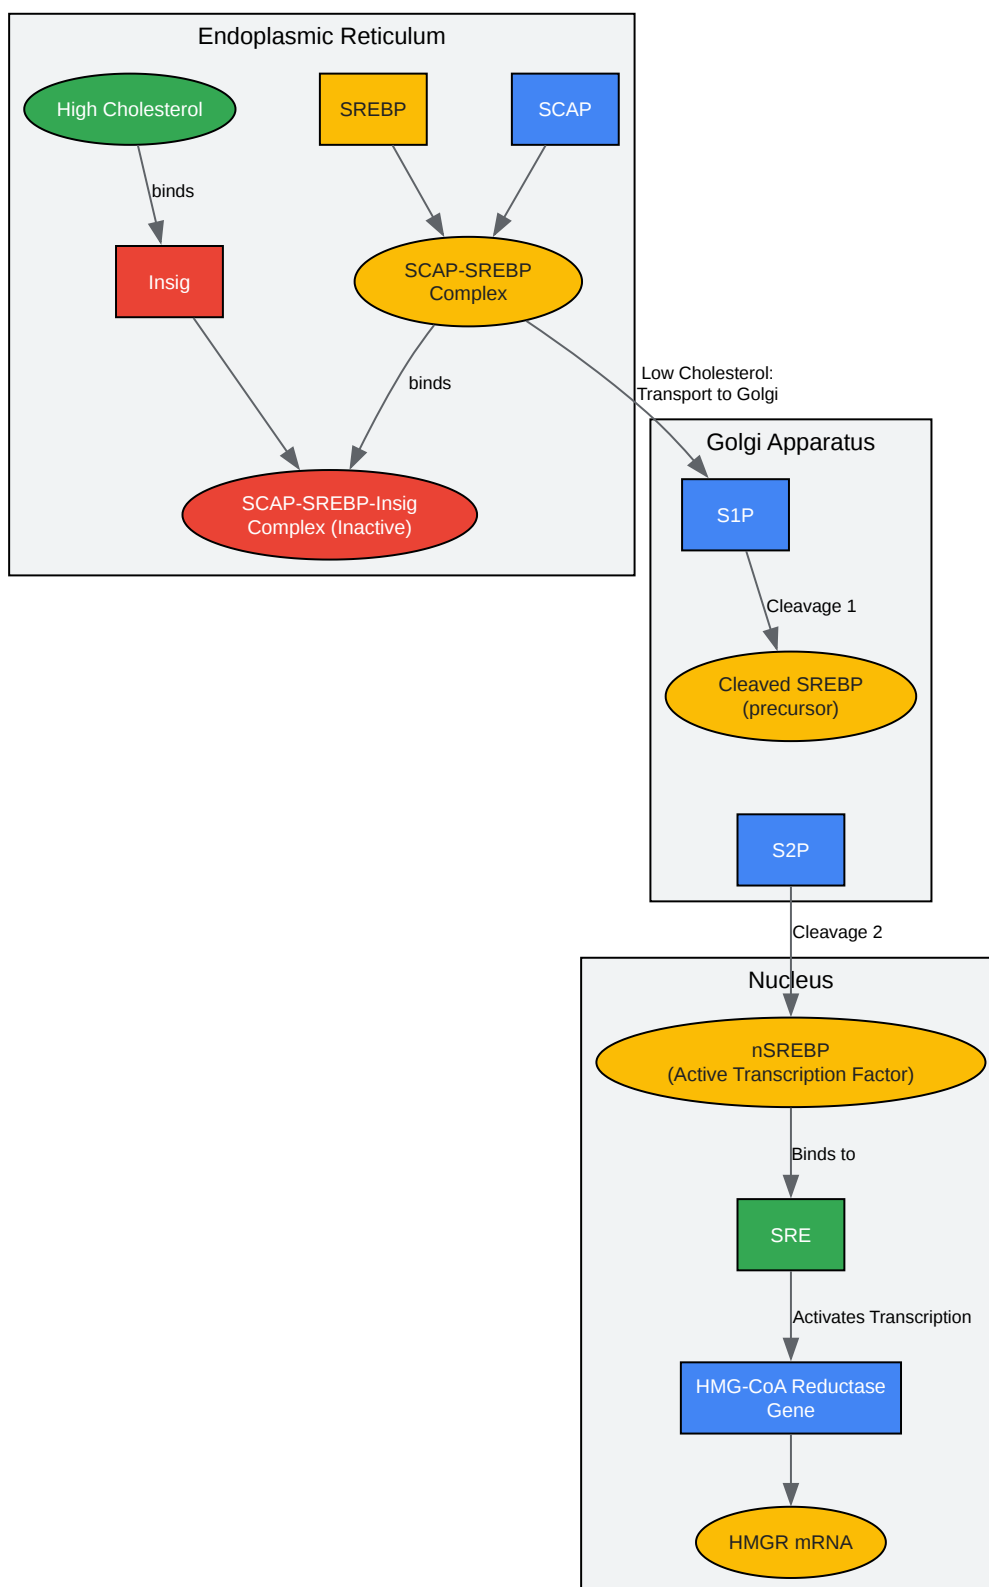 Endoplasmic Reticulum
High Cholesterol
SREBP
SCAP
binds
Insig
SCAP-SREBP
Complex
binds
Low Cholesterol:
Transport to Golgi
SCAP-SREBP-Insig
Complex (Inactive)
Golgi Apparatus
S1P
Cleavage 1
Cleaved SREBP
(precursor)
S2P
Cleavage 2
Nucleus
nSREBP
(Active Transcription Factor)
Binds to
SRE
Activates Transcription
HMG-CoA Reductase
Gene
HMGR mRNA